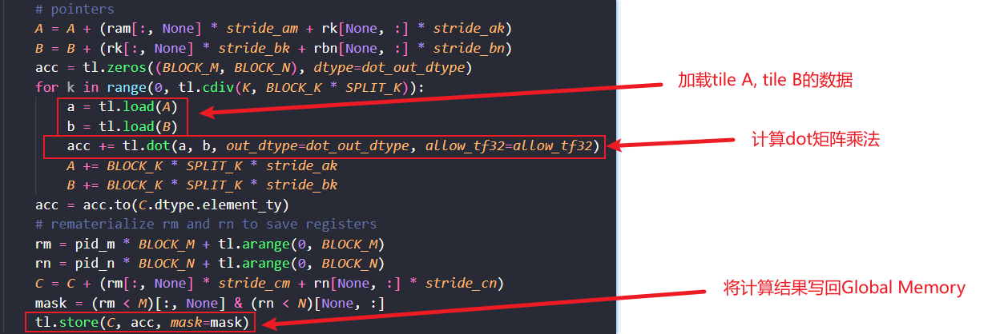 # pointers
A = A + (ram[:, None] * stride_am + rk[None, :] * stride_ak)
B = B + (rk[:, None] * stride_bk + rbn[None, :] * stride_bn)
acc = tl.zeros((BLOCK_M, BLOCK_N), dtype=dot_out_dtype)
for k in range(0, tl.cdiv(K, BLOCK_K * SPLIT_K)):
    a = tl.load(A)
    b = tl.load(B)
加载tile A, tile B的数据
    acc += tl.dot(a, b, out_dtype=dot_out_dtype, allow_tf32=allow_tf32)
计算dot矩阵乘法
    A += BLOCK_K * SPLIT_K * stride_ak
    B += BLOCK_K * SPLIT_K * stride_bk
acc = acc.to(C.dtype.element_ty)
# rematerialize rm and rn to save registers
rm = pid_m * BLOCK_M + tl.arange(0, BLOCK_M)
rn = pid_n * BLOCK_N + tl.arange(0, BLOCK_N)
C = C + (rm[:, None] * stride_cm + rn[None, :] * stride_cn)
mask = (rm < M)[:, None] & (rn < N)[None, :]
tl.store(C, acc, mask=mask)
将计算结果写回Global Memory